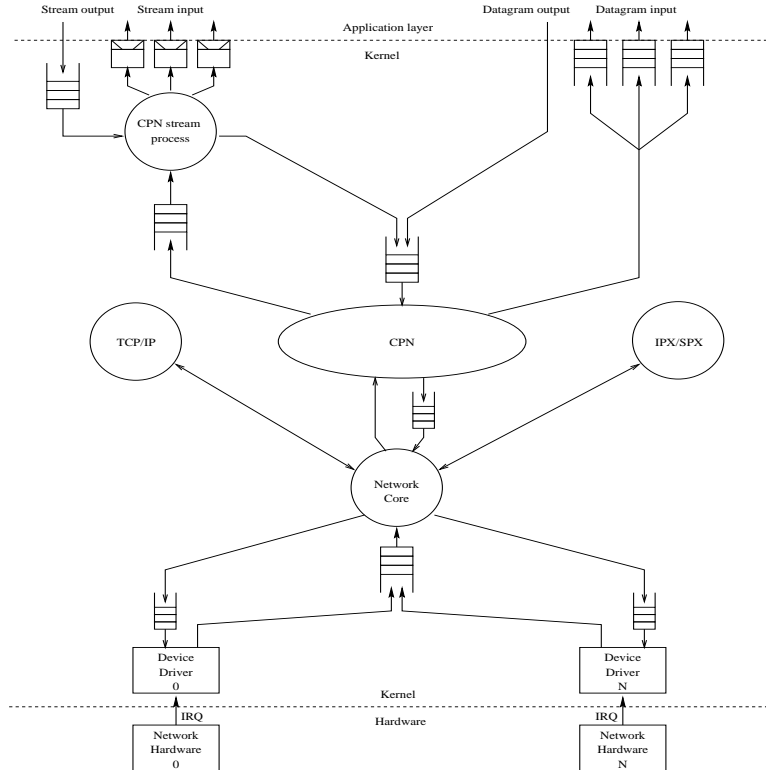 Stream output
Stream input
Datagram output
Datagram input
Application layer
Kernel
CPN stream
process
TCP/IP
CPN
IPX/SPX
Network
Core
Device
Driver
0
Device
Driver
N
Kernel
IRQ
Hardware
IRQ
Network
Hardware
0
Network
Hardware
N